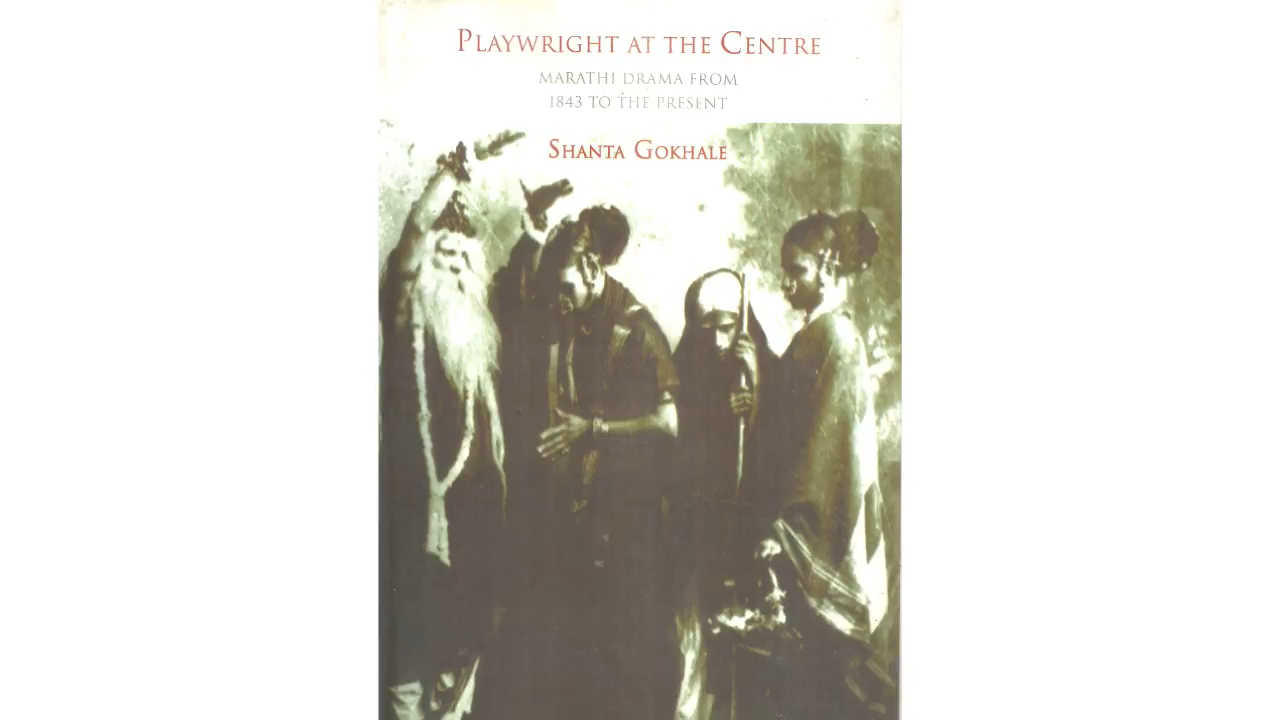 PLAYWRIGHT AT THE CENTRE
MARATHI DRAMA FROM
1843 TO THE PRESENT
SHANTA GOKHALE